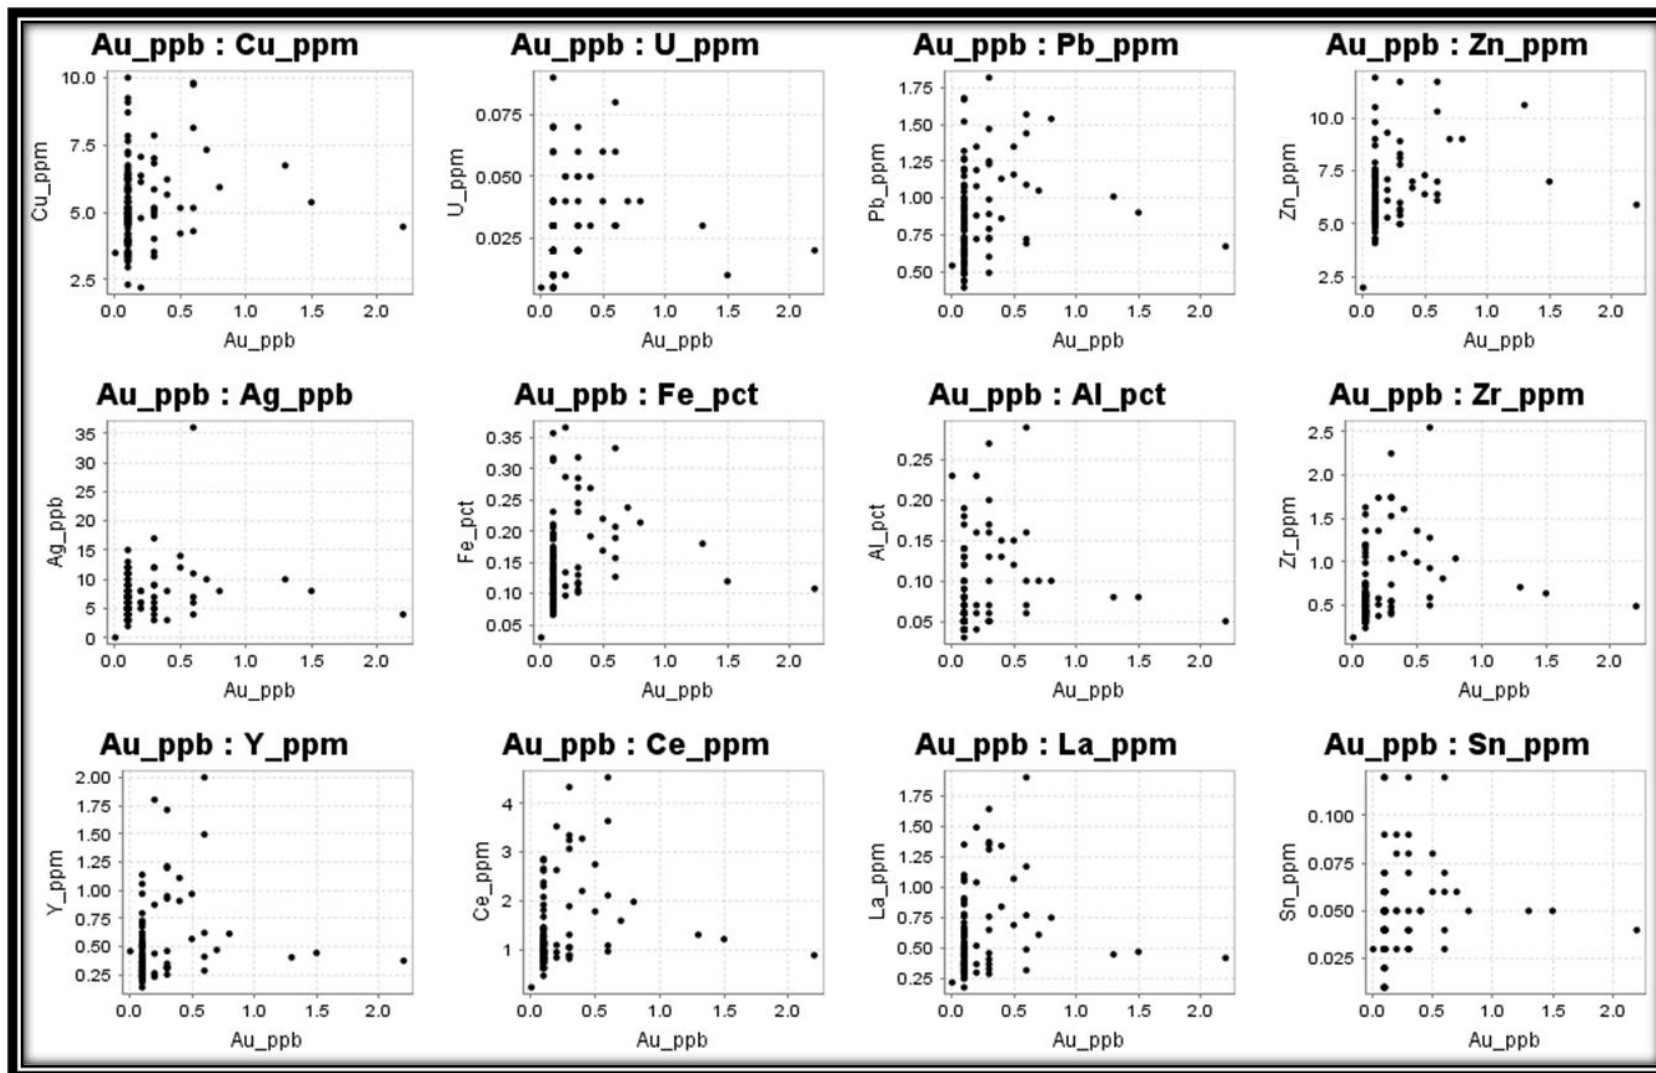 Au_ppb : Cu_ppm
Au_ppb : U_ppm
Au_ppb : Pb_ppm
Au_ppb : Zn_ppm
Cu_ppm
10.0
7.5
5.0
2.5
0.0 0.5 1.0 1.5 2.0
Au_ppb
U_ppm
0.075
0.050
0.025
0.0 0.5 1.0 1.5 2.0
Au_ppb
Pb_ppm
1.75
1.50
1.25
1.00
0.75
0.50
0.0 0.5 1.0 1.5 2.0
Au_ppb
Zn_ppm
10.0
7.5
5.0
2.5
0.0 0.5 1.0 1.5 2.0
Au_ppb
Au_ppb : Ag_ppb
Au_ppb : Fe_pct
Au_ppb : Al_pct
Au_ppb : Zr_ppm
Ag_ppb
35
30
25
20
15
10
5
0
0.0 0.5 1.0 1.5 2.0
Au_ppb
Fe_pct
0.35
0.30
0.25
0.20
0.15
0.10
0.05
0.0 0.5 1.0 1.5 2.0
Au_ppb
Al_pct
0.25
0.20
0.15
0.10
0.05
0.0 0.5 1.0 1.5 2.0
Au_ppb
Zr_ppm
2.5
2.0
1.5
1.0
0.5
0.0 0.5 1.0 1.5 2.0
Au_ppb
Au_ppb : Y_ppm
Au_ppb : Ce_ppm
Au_ppb : La_ppm
Au_ppb : Sn_ppm
Y_ppm
2.00
1.75
1.50
1.25
1.00
0.75
0.50
0.25
0.0 0.5 1.0 1.5 2.0
Au_ppb
Ce_ppm
4
3
2
1
0.0 0.5 1.0 1.5 2.0
Au_ppb
La_ppm
1.75
1.50
1.25
1.00
0.75
0.50
0.25
0.0 0.5 1.0 1.5 2.0
Au_ppb
Sn_ppm
0.100
0.075
0.050
0.025
0.0 0.5 1.0 1.5 2.0
Au_ppb